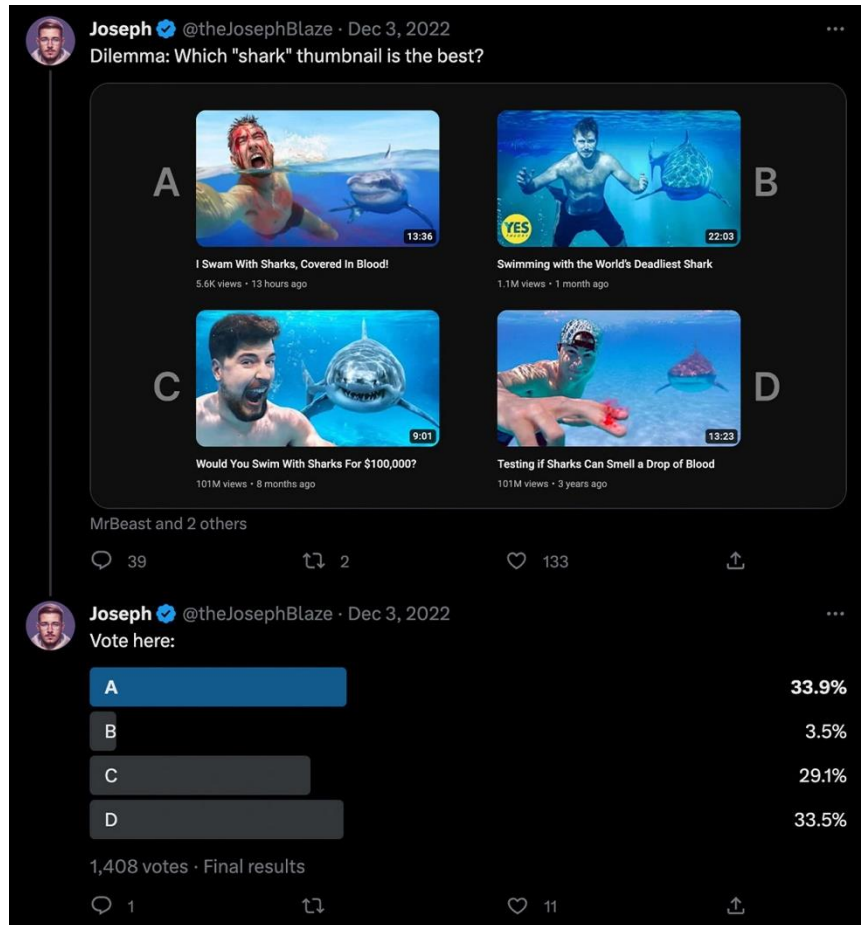 Joseph @theJosephBlaze · Dec 3, 2022
Dilemma: Which "shark" thumbnail is the best?
A
13:36
I Swam With Sharks, Covered In Blood!
5.6K views • 13 hours ago
B
YES
22:03
Swimming with the World's Deadliest Shark
1.1M views • 1 month ago
C
9:01
Would You Swim With Sharks For $100,000?
101M views • 8 months ago
D
13:23
Testing if Sharks Can Smell a Drop of Blood
101M views • 3 years ago
MrBeast and 2 others
39 2 133
Joseph @theJosephBlaze · Dec 3, 2022
Vote here:
A 33.9%
B 3.5%
C 29.1%
D 33.5%
1,408 votes · Final results
1 11